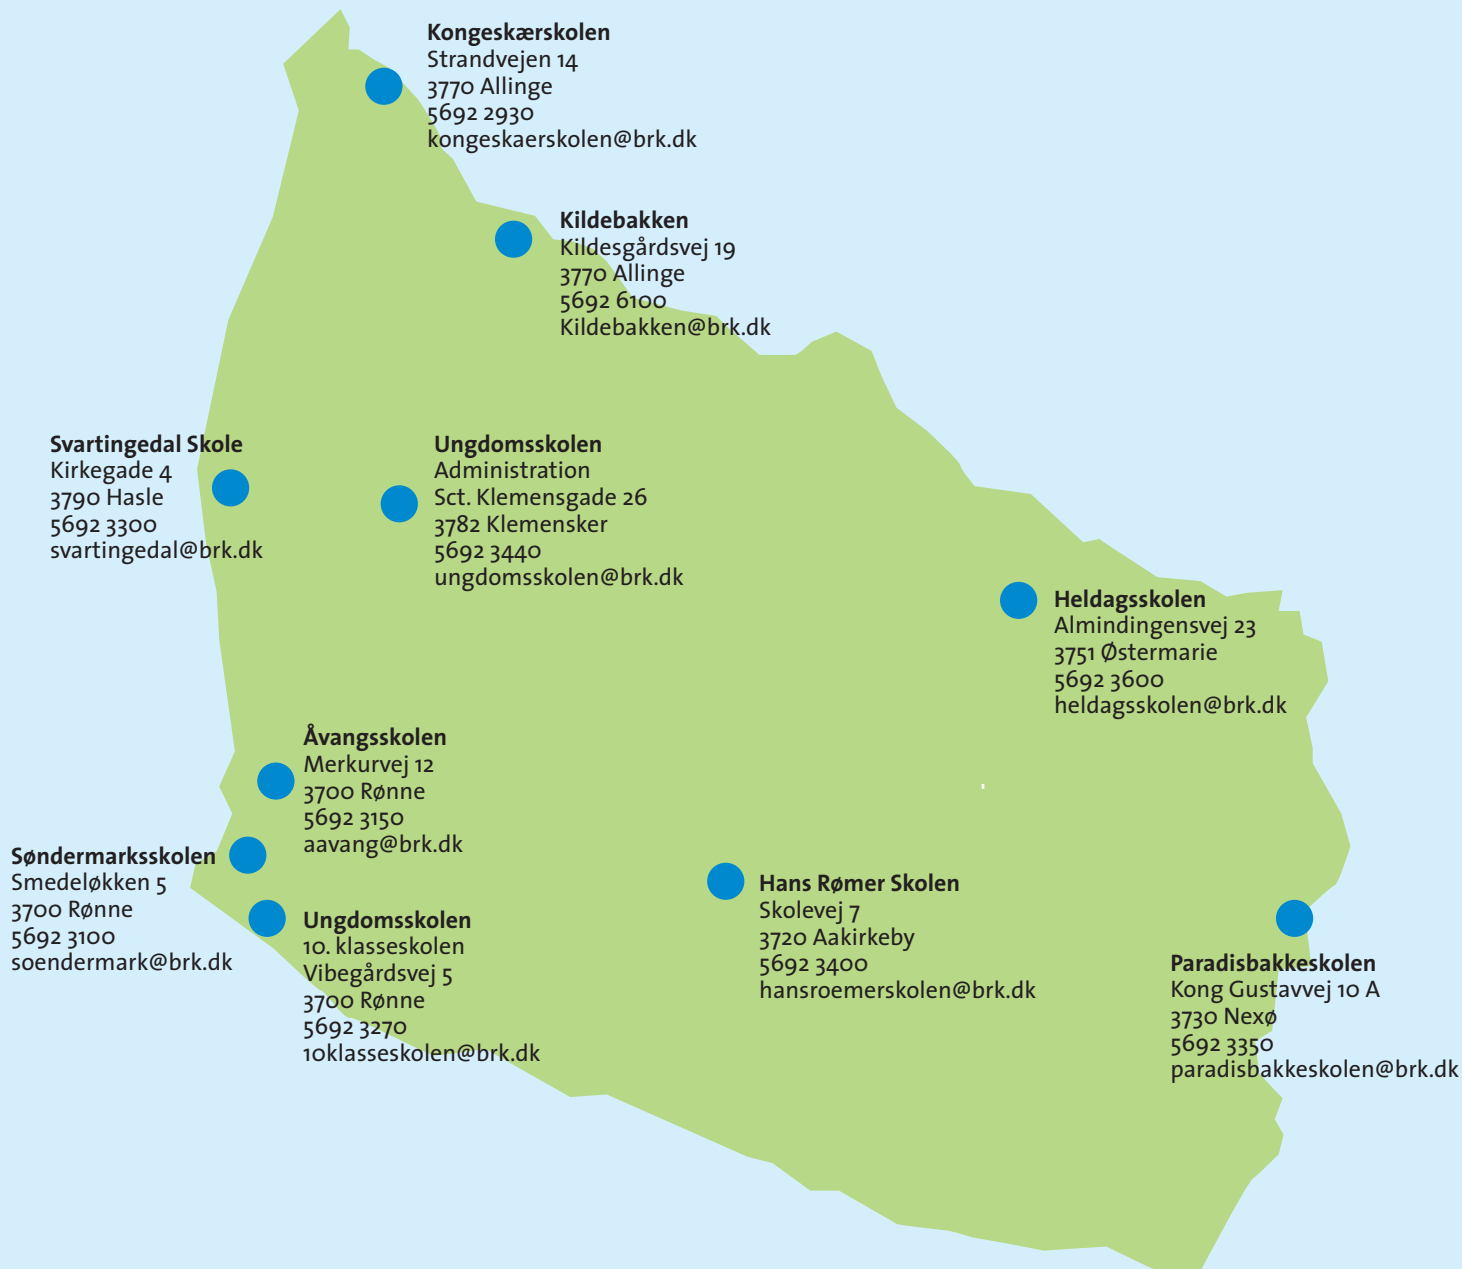 Kongeskærskolen
Strandvejen 14
3770 Allinge
5692 2930
kongeskaerskolen@brk.dk
Kildebakken
Kildesgårdsvej 19
3770 Allinge
5692 6100
Kildebakken@brk.dk
Svartingedal Skole
Kirkegade 4
3790 Hasle
5692 3300
svartingedal@brk.dk
Ungdomsskolen
Administration
Sct. Klemensgade 26
3782 Klemensker
5692 3440
ungdomsskolen@brk.dk
Heldagsskolen
Almindingensvej 23
3751 Østermarie
5692 3600
heldagsskolen@brk.dk
Åvangsskolen
Merkurvej 12
3700 Rønne
5692 3150
aavang@brk.dk
Søndermarksskolen
Smedeløkken 5
3700 Rønne
5692 3100
soendermark@brk.dk
Ungdomsskolen
10. klasseskolen
Vibegårdsvej 5
3700 Rønne
5692 3270
10klasseskolen@brk.dk
Hans Rømer Skolen
Skolevej 7
3720 Aakirkeby
5692 3400
hansroemerskolen@brk.dk
Paradisbakkeskolen
Kong Gustavvej 10 A
3730 Nexø
5692 3350
paradisbakkeskolen@brk.dk